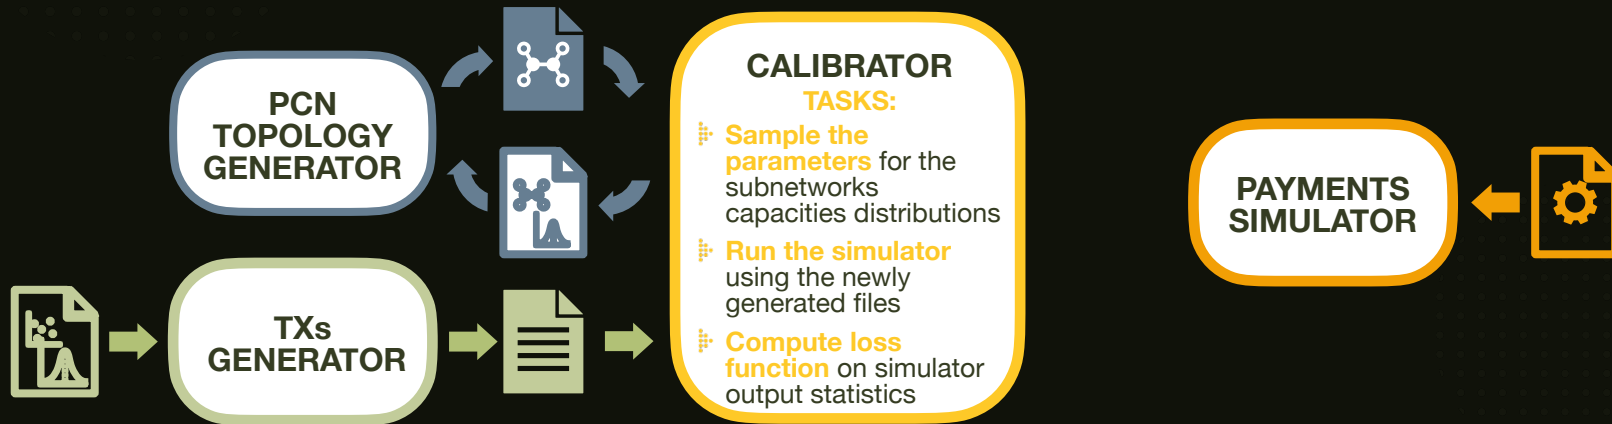 PCN
TOPOLOGY
GENERATOR
TXs
GENERATOR
CALIBRATOR
TASKS:
Sample the
parameters for the
subnetworks
capacities distributions
Run the simulator
using the newly
generated files
Compute loss
function on simulator
output statistics
PAYMENTS
SIMULATOR